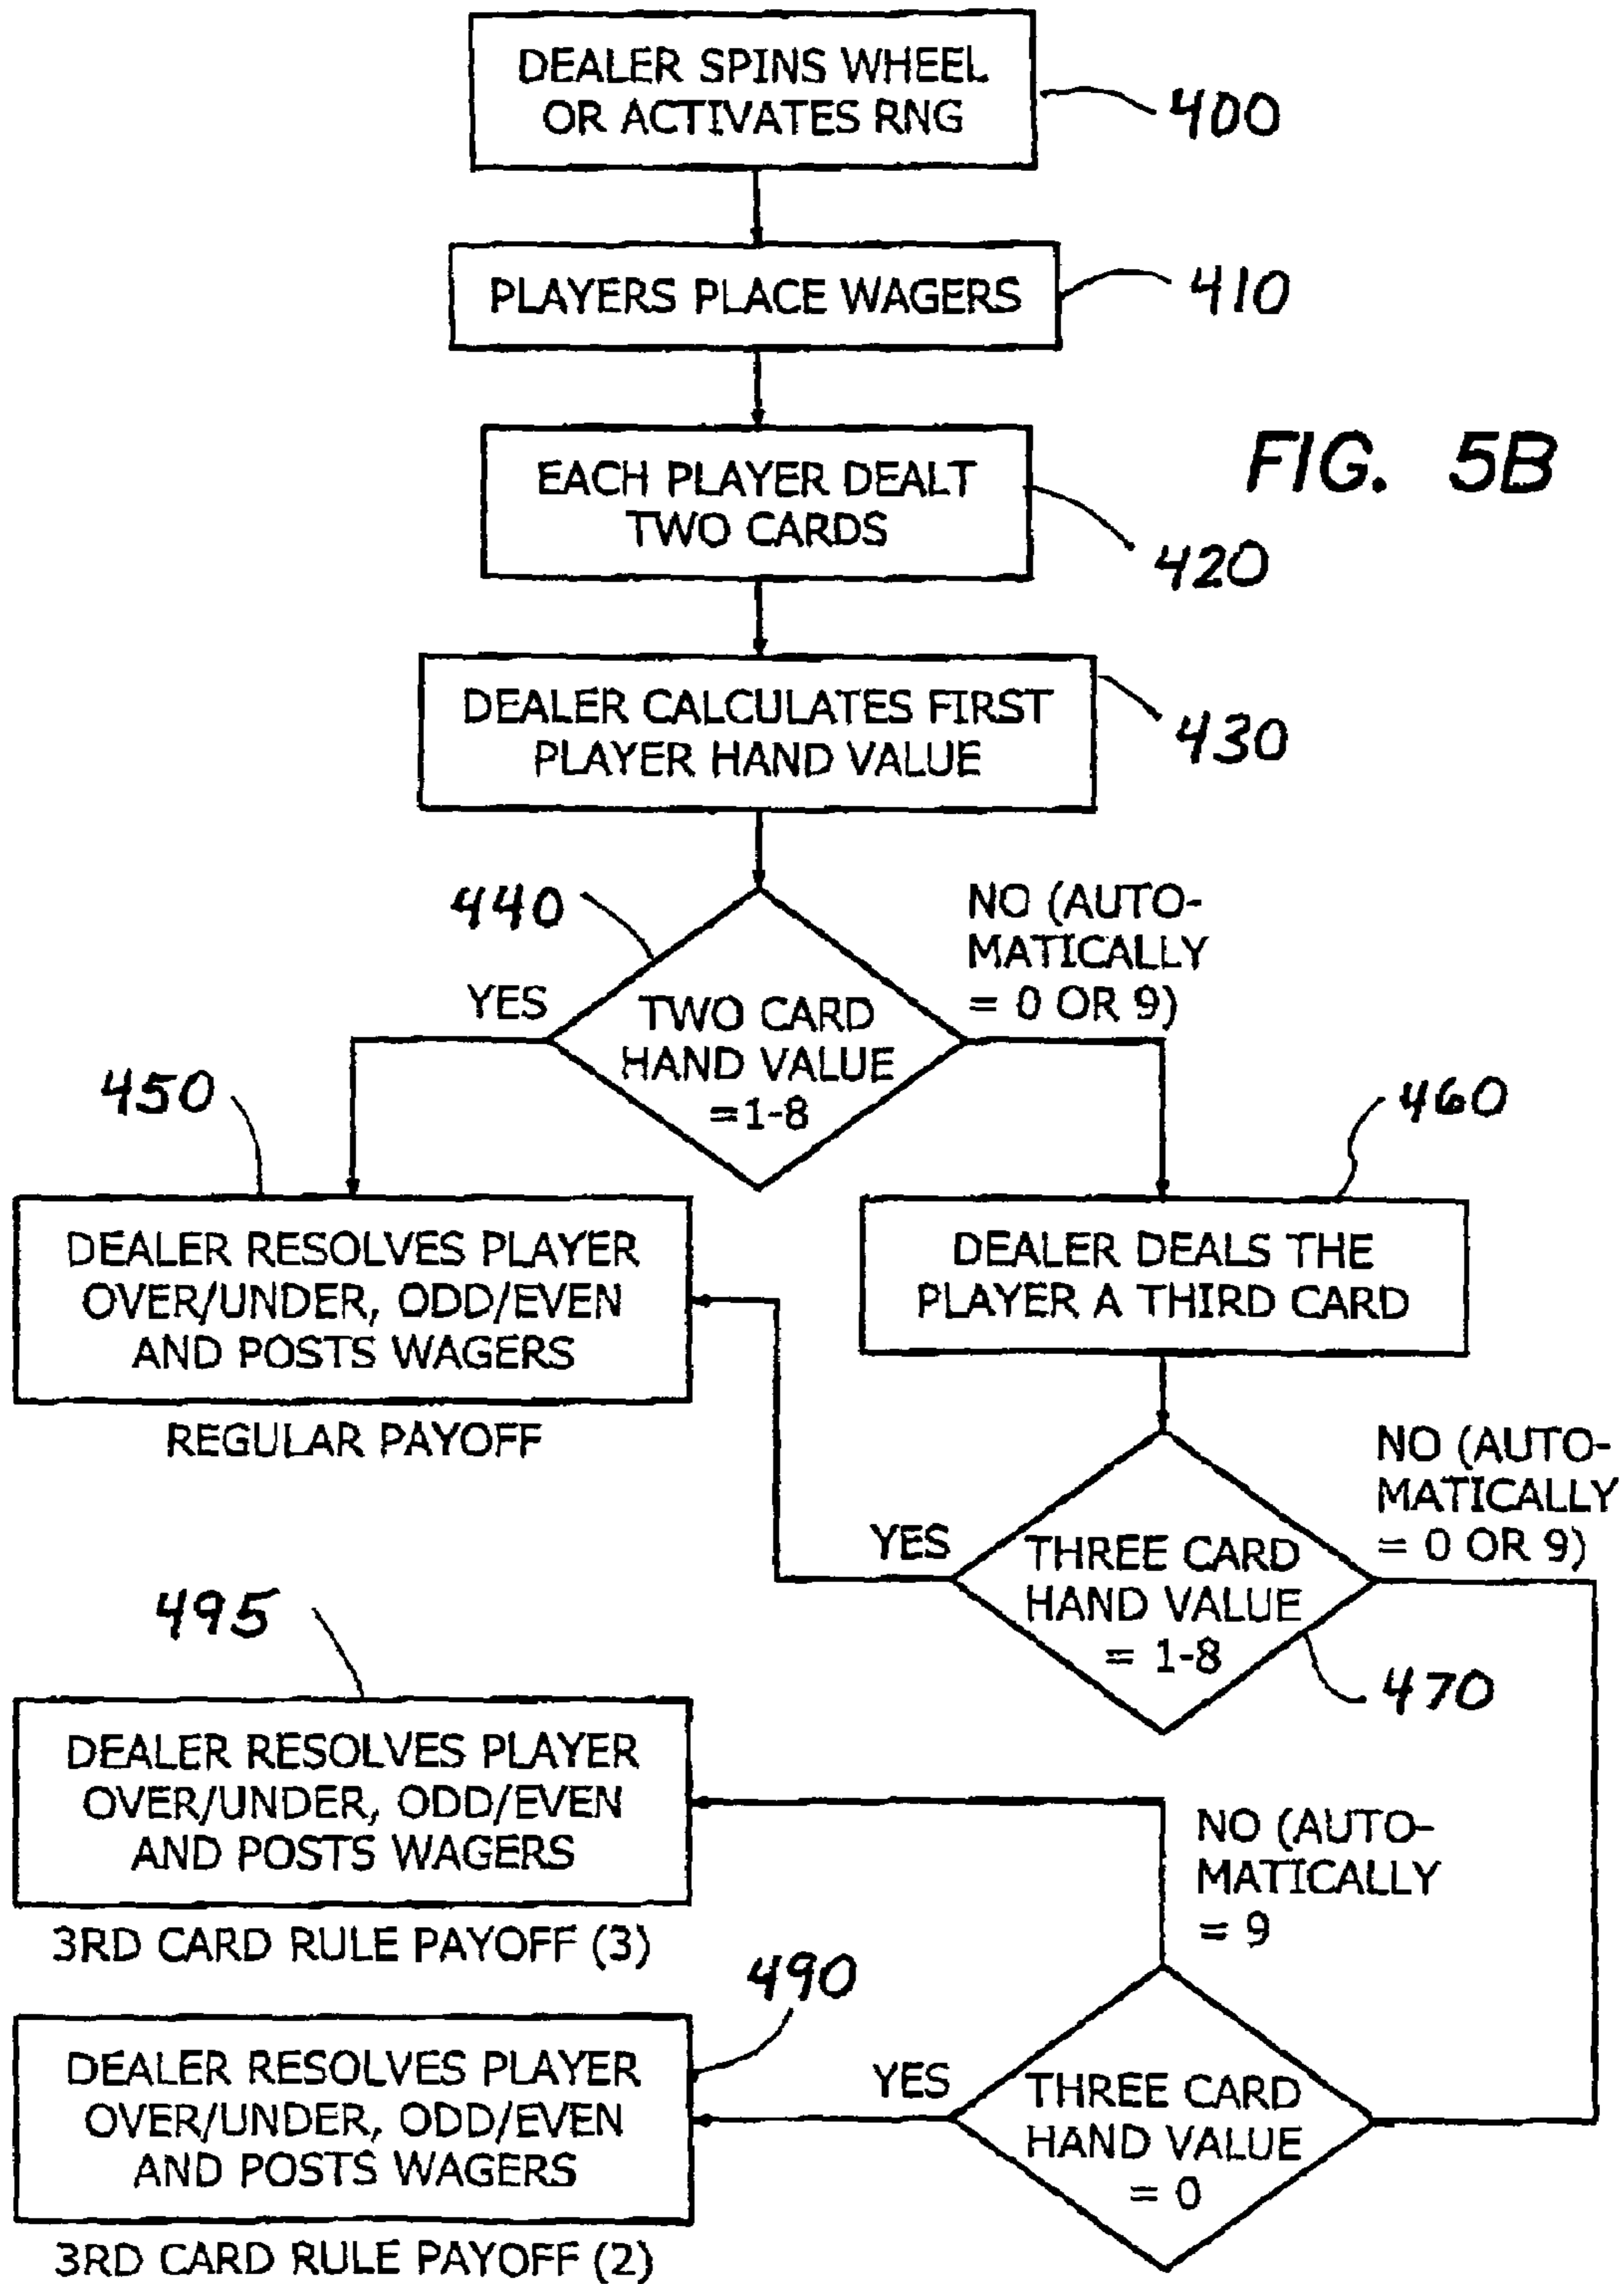 DEALER SPINS WHEEL
OR ACTIVATES RNG
400
PLAYERS PLACE WAGERS
410
FIG. 5B
EACH PLAYER DEALT
TWO CARDS
420
DEALER CALCULATES FIRST
PLAYER HAND VALUE
430
440
NO (AUTO-
MATICALLY
= 0 OR 9)
YES
TWO CARD
HAND VALUE
=1-8
450
460
DEALER RESOLVES PLAYER
OVER/UNDER, ODD/EVEN
AND POSTS WAGERS
REGULAR PAYOFF
DEALER DEALS THE
PLAYER A THIRD CARD
NO (AUTO-
MATICALLY
= 0 OR 9)
YES
THREE CARD
HAND VALUE
= 1-8
470
495
DEALER RESOLVES PLAYER
OVER/UNDER, ODD/EVEN
AND POSTS WAGERS
3RD CARD RULE PAYOFF (3)
NO (AUTO-
MATICALLY
= 9
490
DEALER RESOLVES PLAYER
OVER/UNDER, ODD/EVEN
AND POSTS WAGERS
3RD CARD RULE PAYOFF (2)
YES
THREE CARD
HAND VALUE
= 0